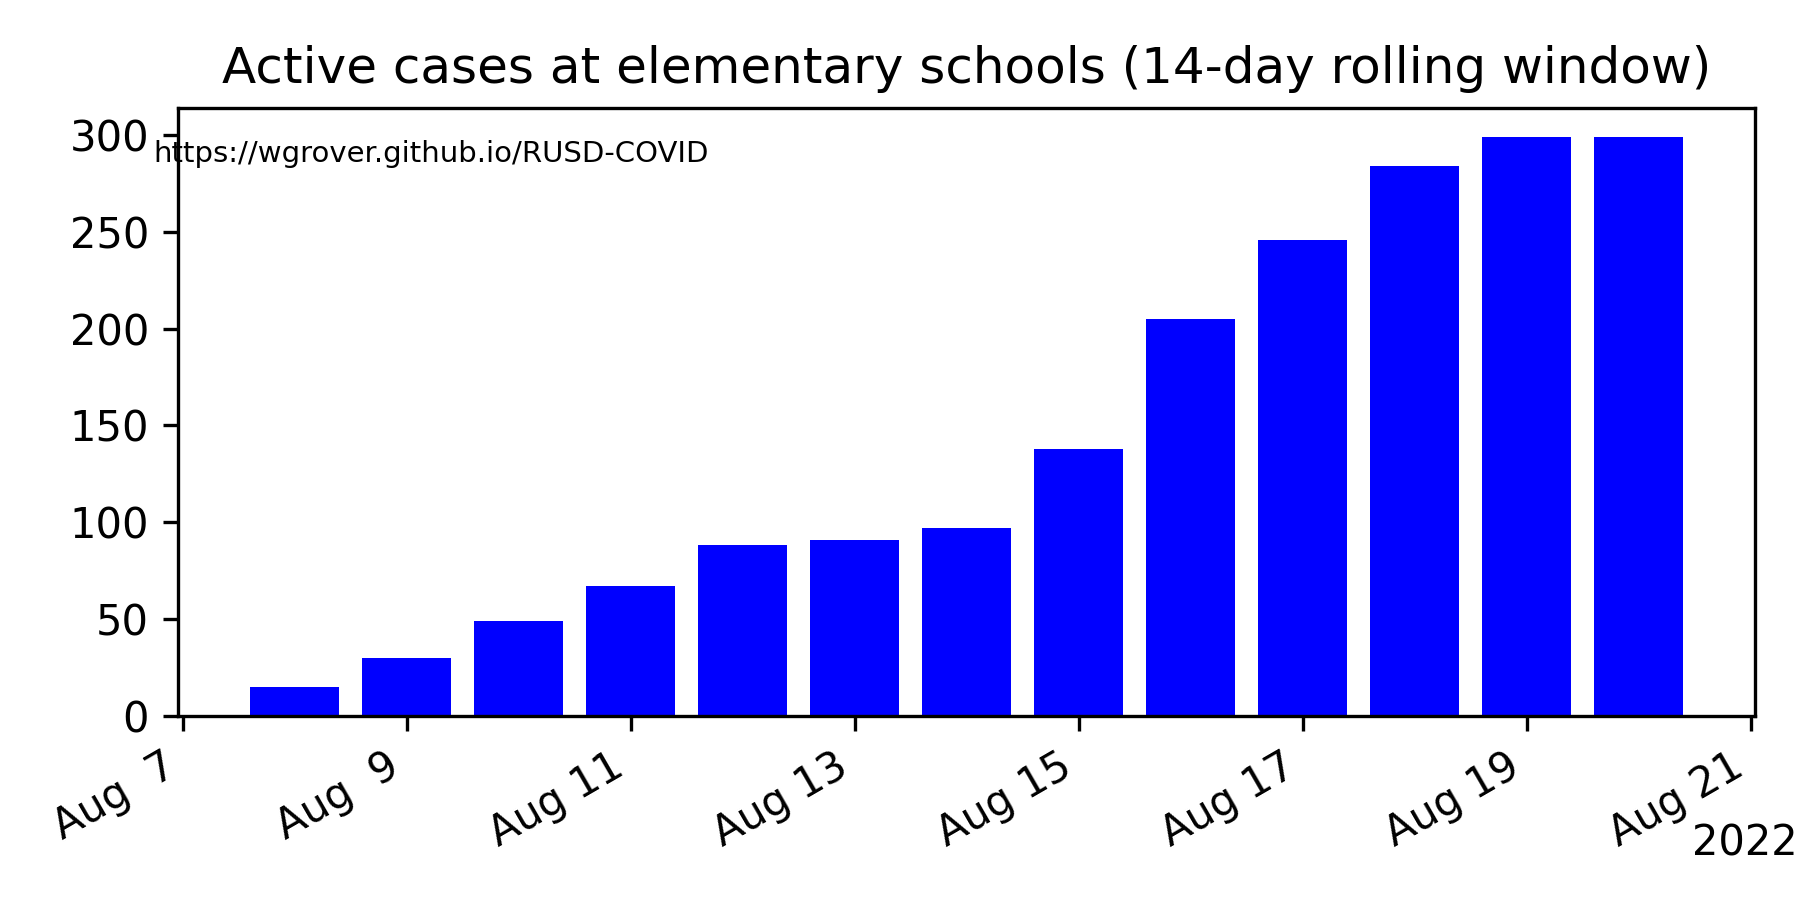 Active cases at elementary schools (14-day rolling window)
https://wgrover.github.io/RUSD-COVID
300
250
200
150
100
50
0
Aug 7
Aug 9
Aug 11
Aug 13
Aug 15
Aug 17
Aug 19
Aug 21
2022